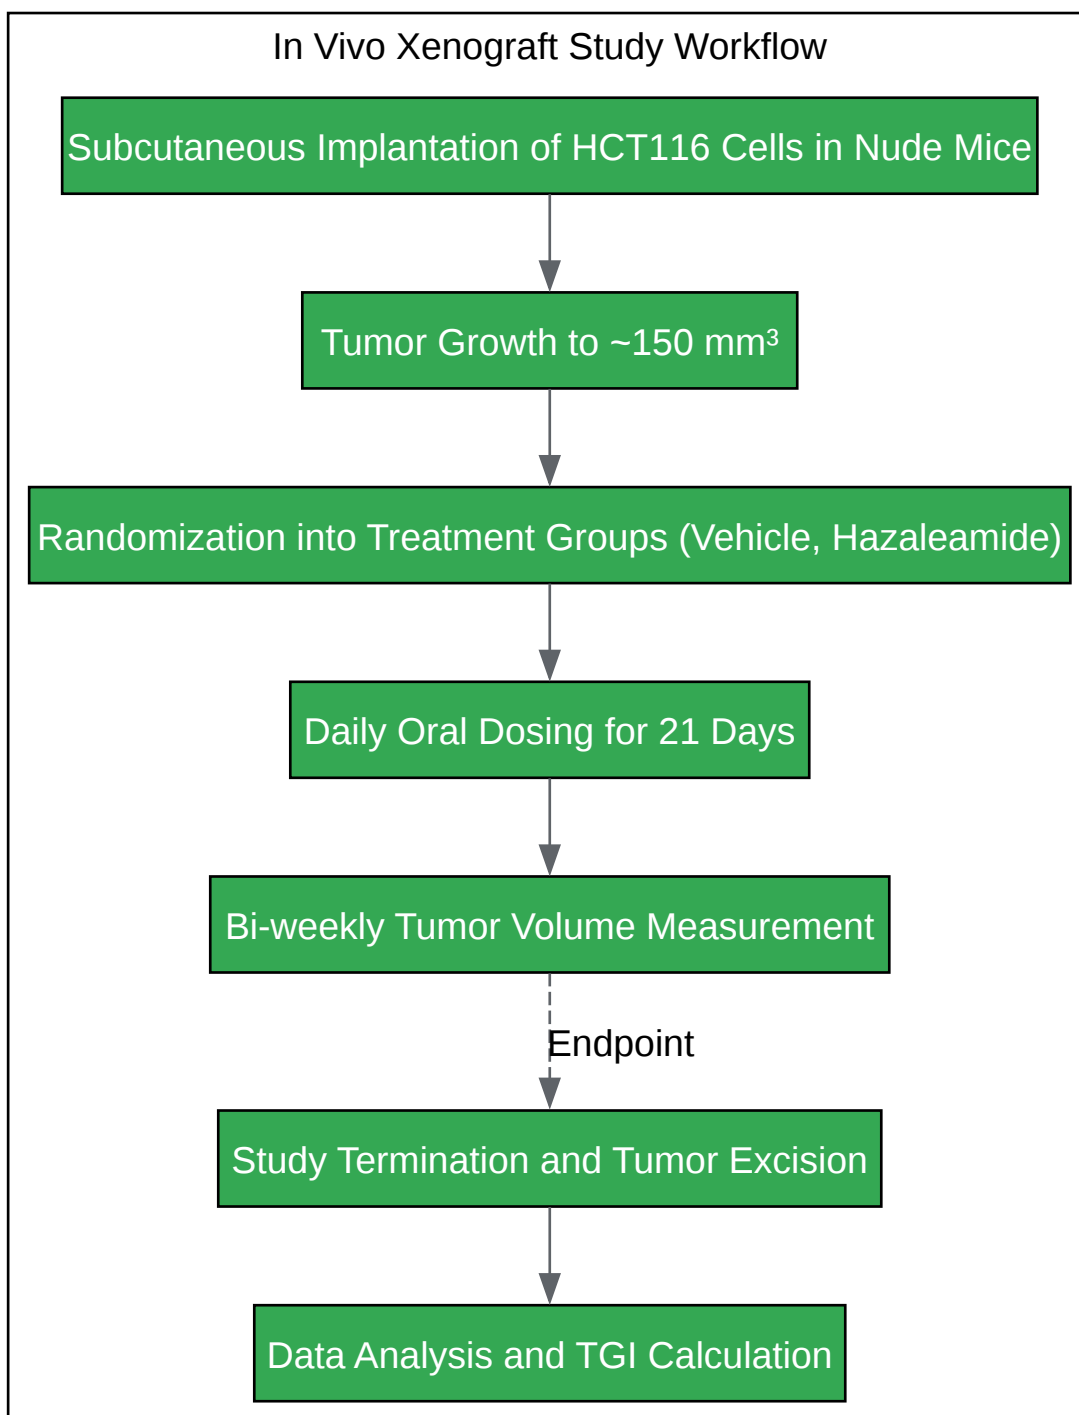 In Vivo Xenograft Study Workflow
Subcutaneous Implantation of HCT116 Cells in Nude Mice
Tumor Growth to ~150 mm³
Randomization into Treatment Groups (Vehicle, Hazaleamide)
Daily Oral Dosing for 21 Days
Bi-weekly Tumor Volume Measurement
Endpoint
Study Termination and Tumor Excision
Data Analysis and TGI Calculation